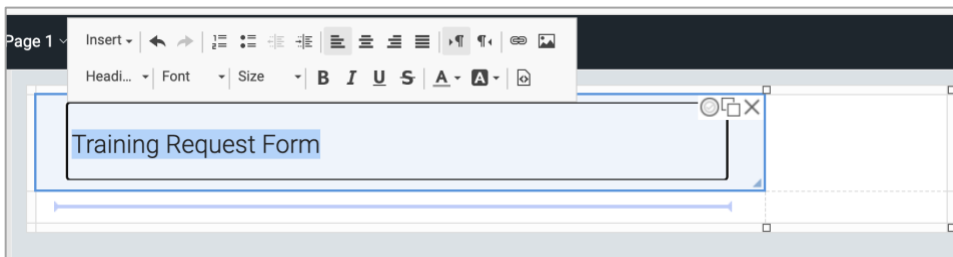 Page 1
Insert
Headi... Font Size B I U S A A
Training Request Form